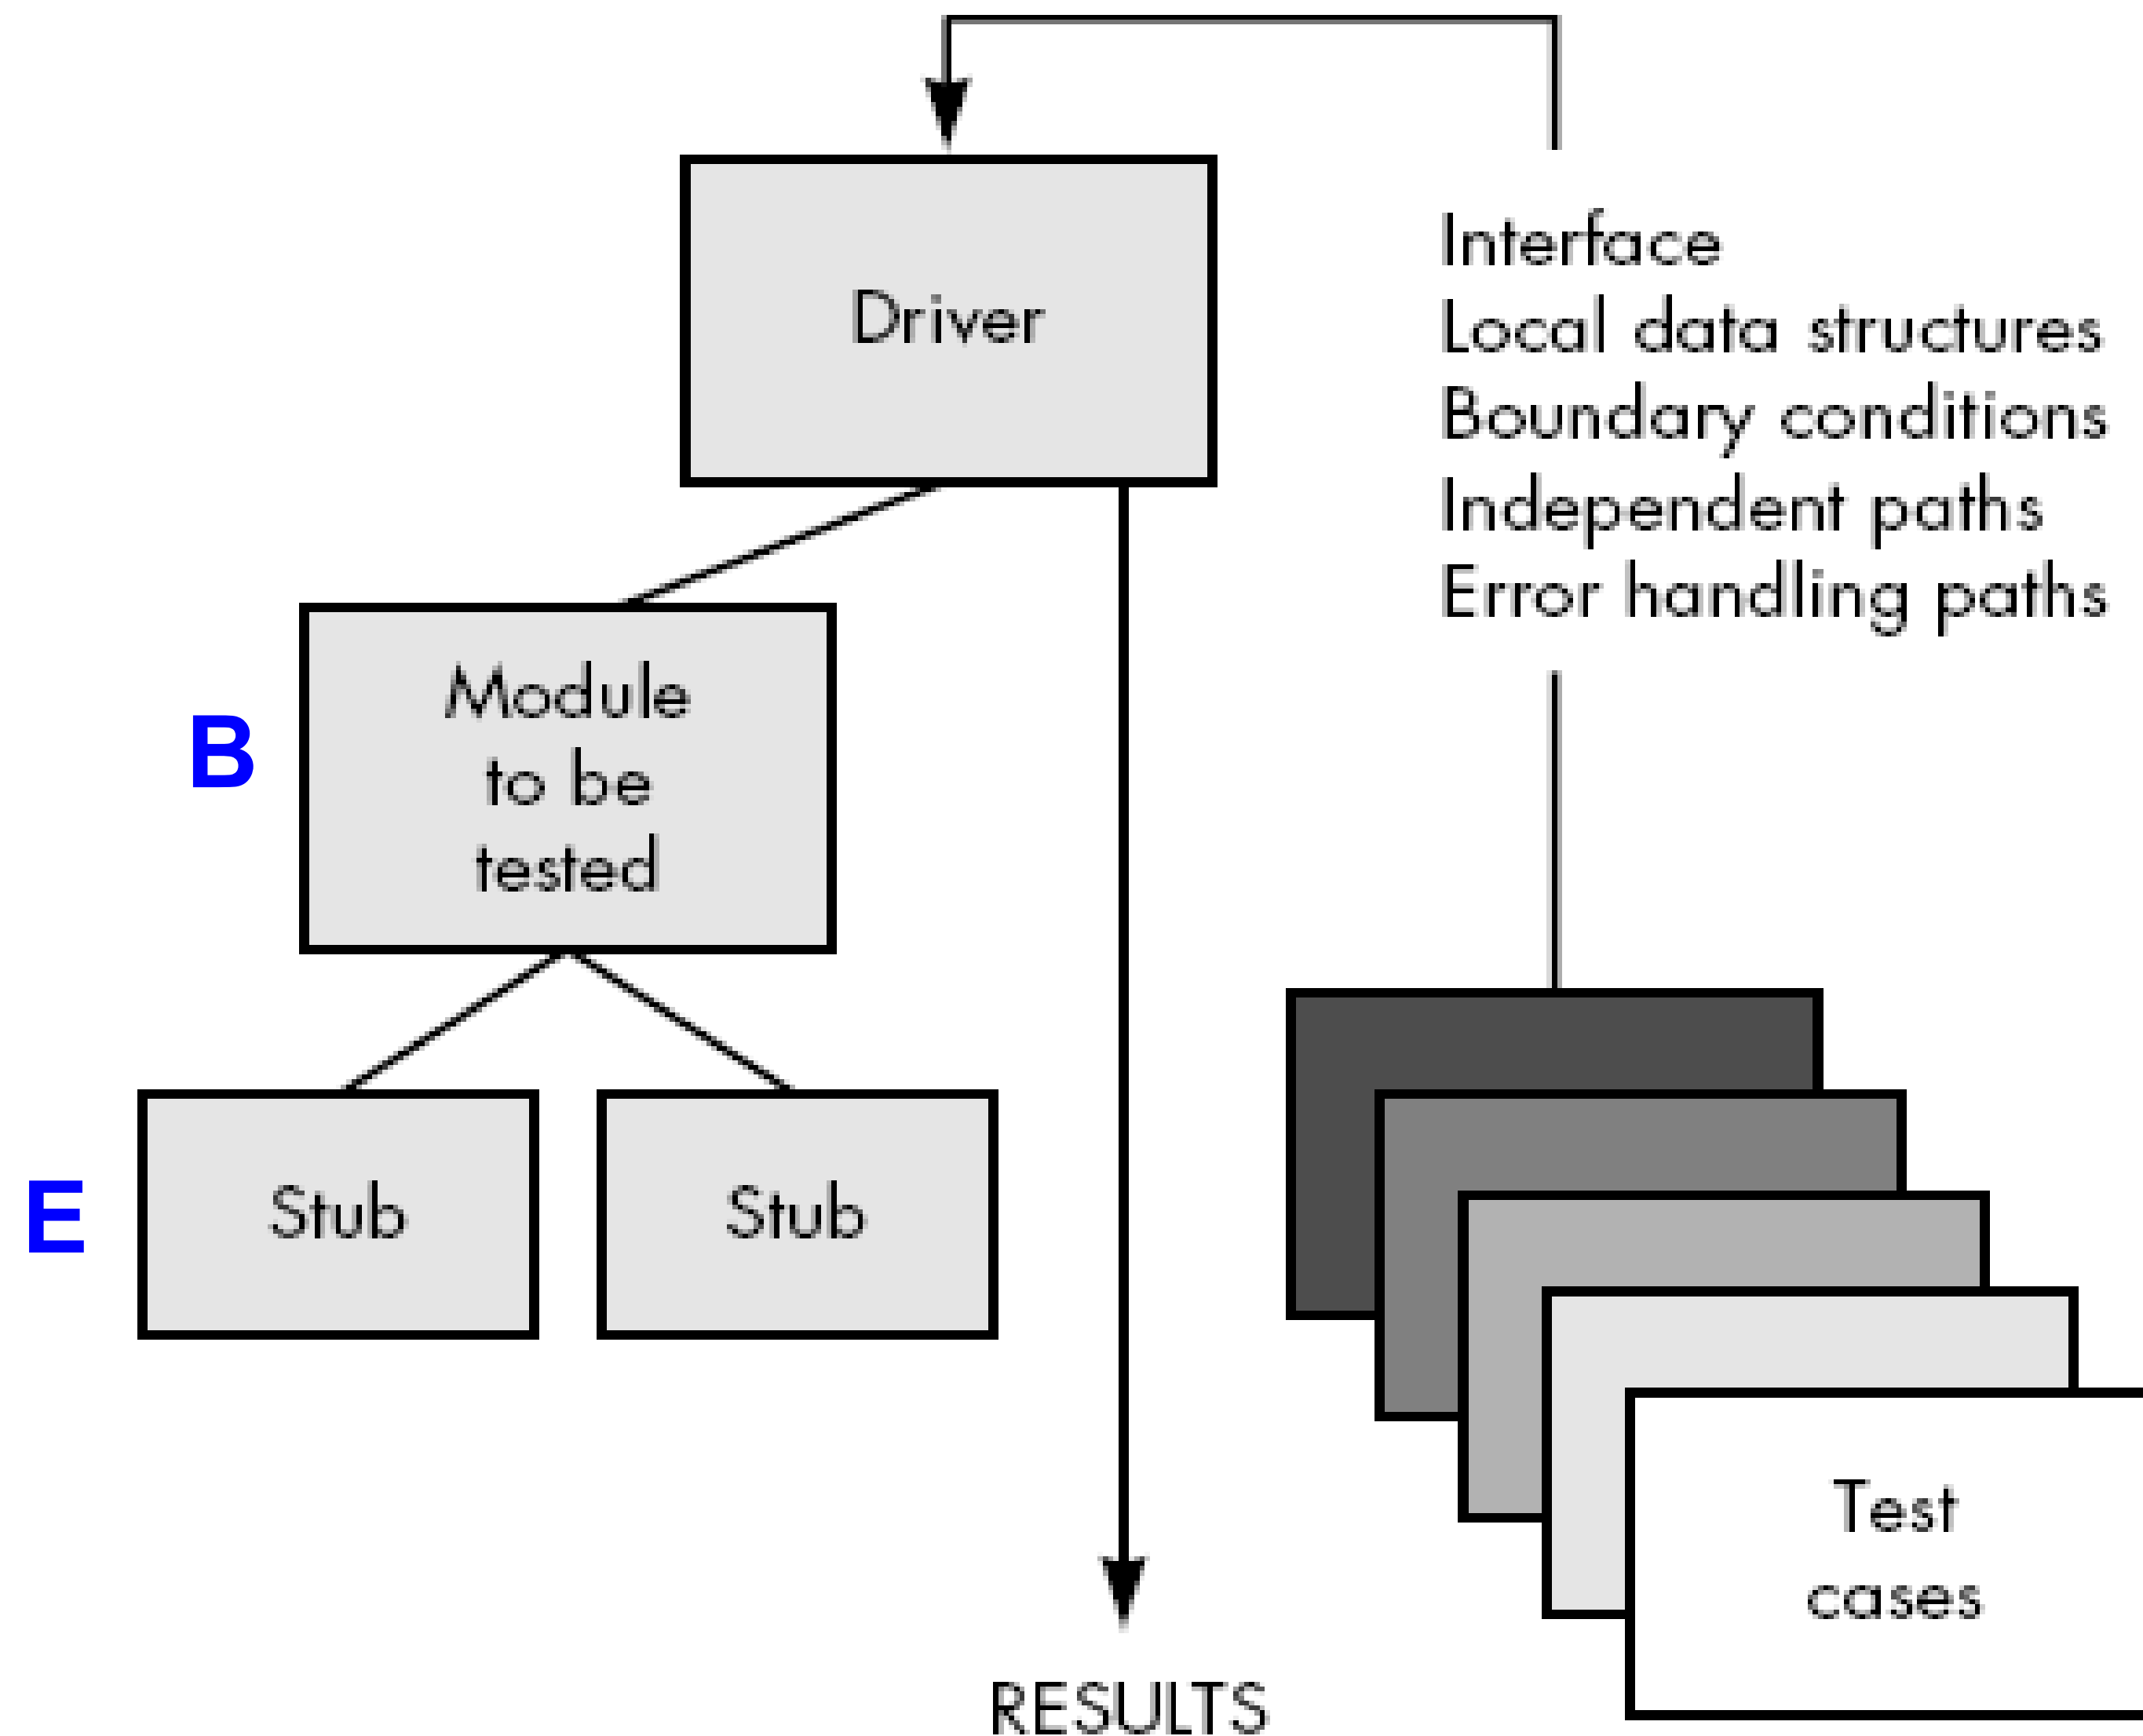 Driver
Interface
Local data structures
Boundary conditions
Independent paths
Error handling paths
B
Module
to be
tested
E
Stub
Stub
Test
cases
RESULTS